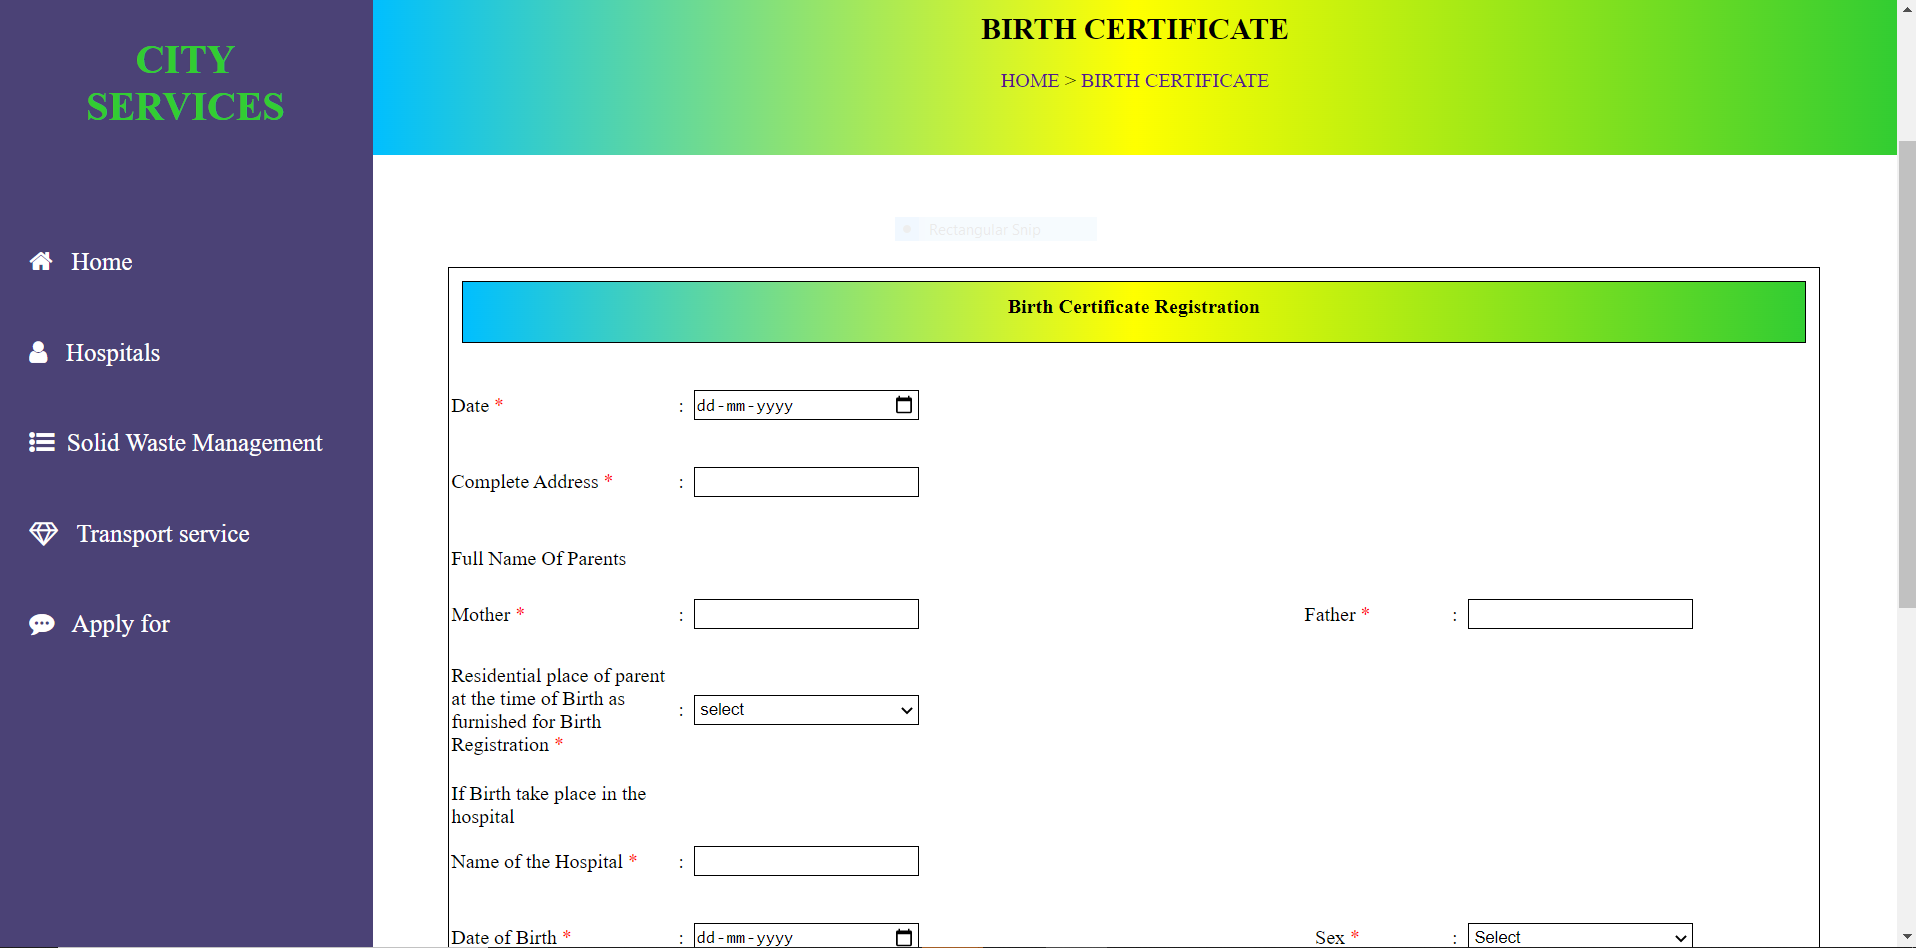 CITY
SERVICES
Home
Hospitals
Solid Waste Management
Transport service
Apply for
BIRTH CERTIFICATE
HOME > BIRTH CERTIFICATE
Rectangular Snip
Birth Certificate Registration
Date * : dd-mm-yyyy
Complete Address * :
Full Name Of Parents
Mother * : Father * :
Residential place of parent
at the time of Birth as
furnished for Birth
Registration * : select
If Birth take place in the
hospital
Name of the Hospital * :
Date of Birth * : dd-mm-yyyy Sex * : Select